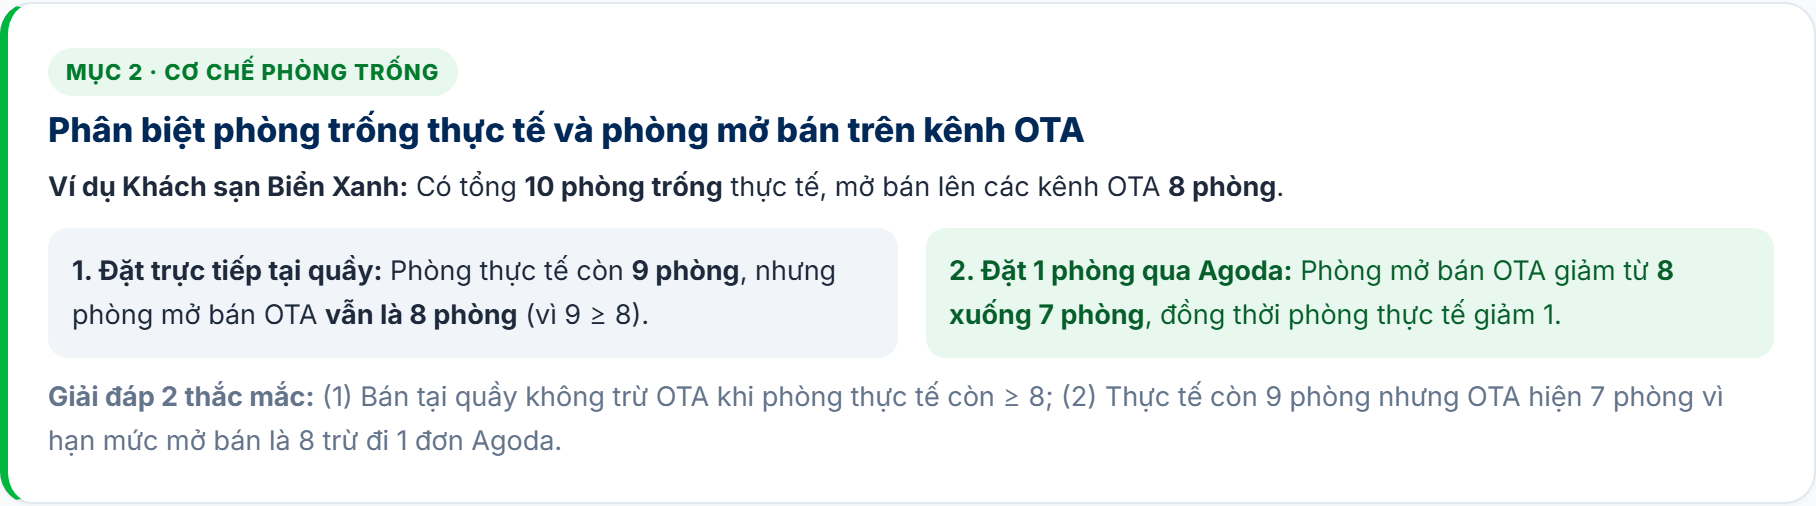 MỤC 2 · CƠ CHẾ PHÒNG TRỐNG
Phân biệt phòng trống thực tế và phòng mở bán trên kênh OTA
Ví dụ Khách sạn Biển Xanh: Có tổng 10 phòng trống thực tế, mở bán lên các kênh OTA 8 phòng.
1. Đặt trực tiếp tại quầy: Phòng thực tế còn 9 phòng, nhưng
phòng mở bán OTA vẫn là 8 phòng (vì 9 ≥ 8).
2. Đặt 1 phòng qua Agoda: Phòng mở bán OTA giảm từ 8
xuống 7 phòng, đồng thời phòng thực tế giảm 1.
Giải đáp 2 thắc mắc: (1) Bán tại quầy không trừ OTA khi phòng thực tế còn ≥ 8; (2) Thực tế còn 9 phòng nhưng OTA hiện 7 phòng vì
hạn mức mở bán là 8 trừ đi 1 đơn Agoda.